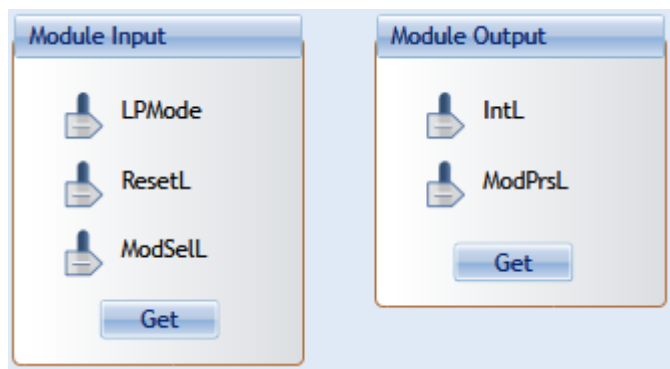 Module Input
LPMode
ResetL
ModSelL
Get
Module Output
IntL
ModPrsL
Get